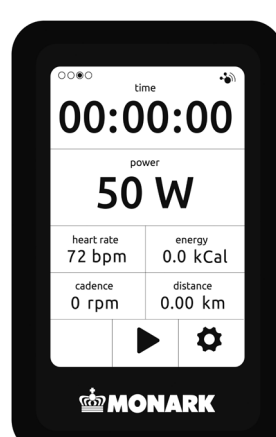 time
00:00:00
power
50 W
heart rate
energy
72 bpm
0.0 kCal
cadence
distance
0 rpm
0.00 km
MONARK